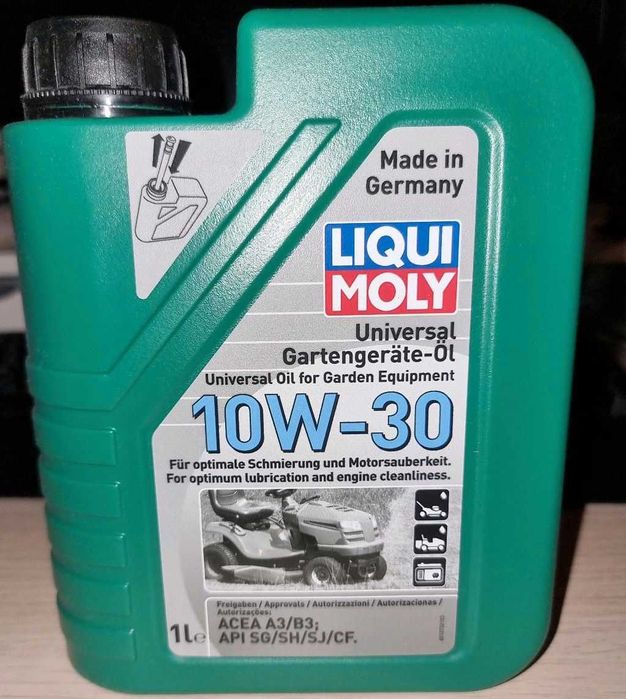 Made in
Germany
LIQUI
MOLY
Universal
Gartengeräte-Öl
Universal Oil for Garden Equipment
10W-30
Für optimale Schmierung und Motorsauberkeit.
For optimum lubrication and engine cleanliness.
Freigaben / Approvals / Autorizzazioni / Autorizaciones /
Autorizações:
ACEA A3/B3;
API SG/SH/SJ/CF.
1L e